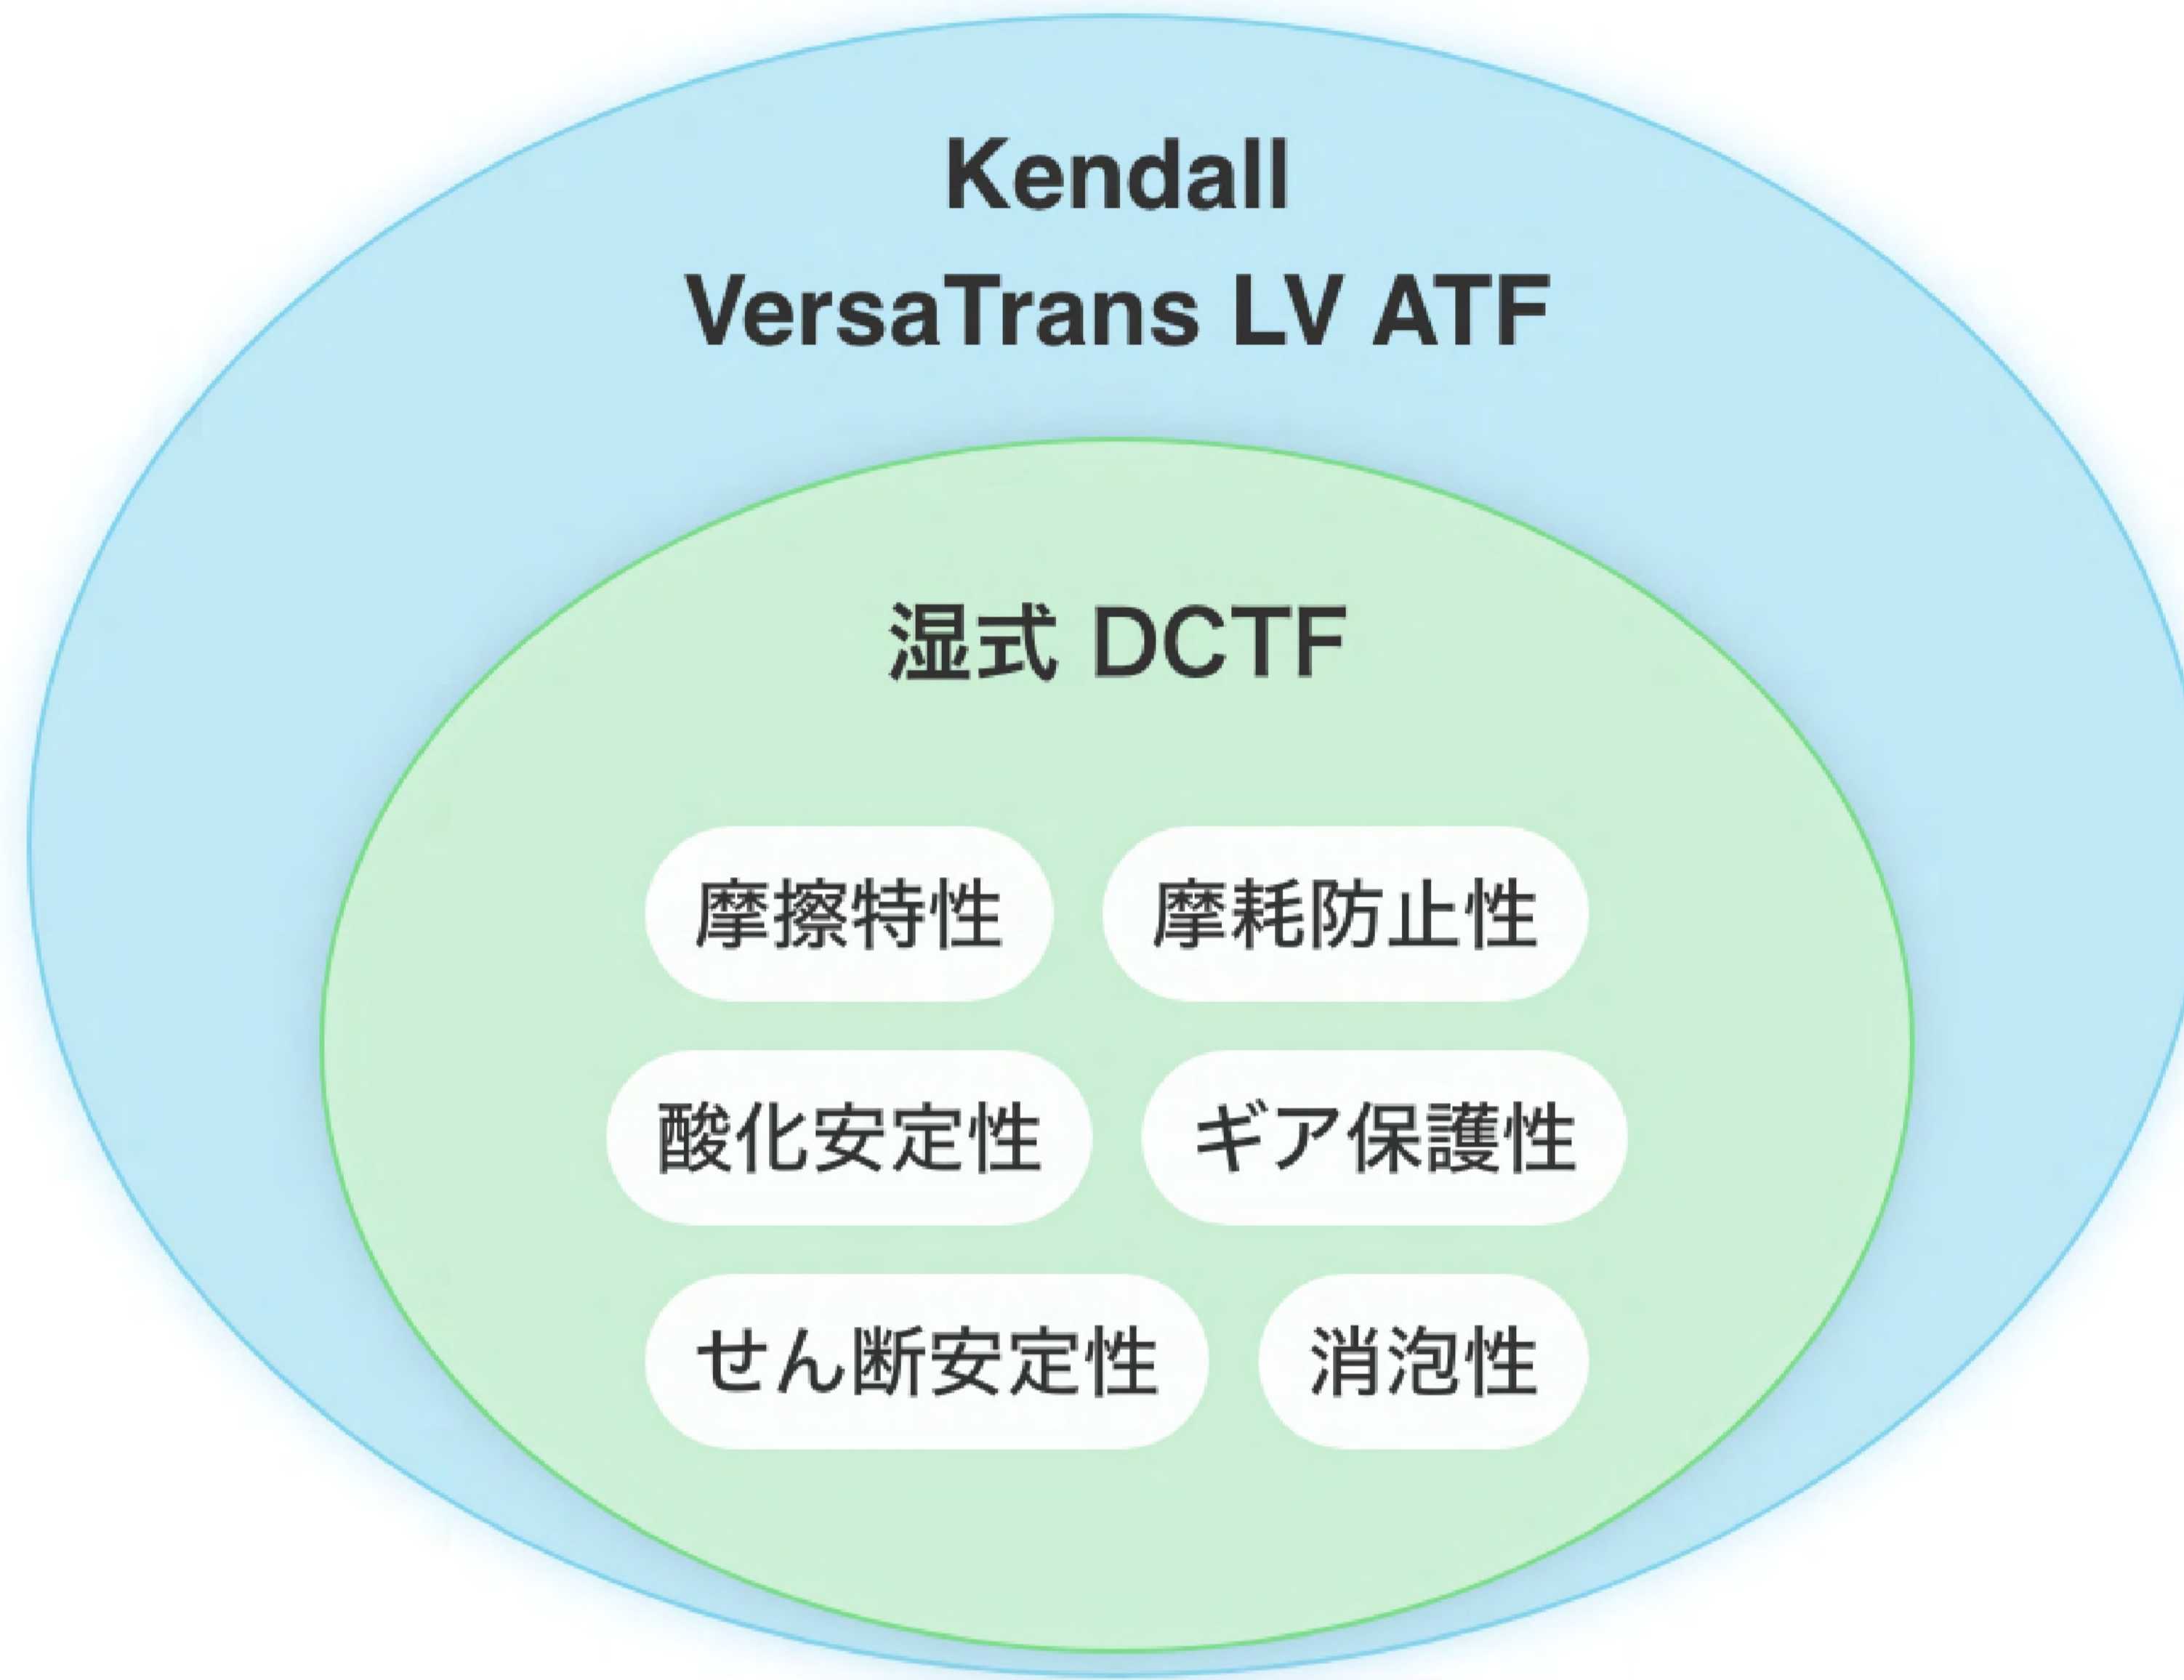 Kendall
VersaTrans LV ATF
湿式 DCTF
摩擦特性 摩耗防止性
酸化安定性 ギア保護性
せん断安定性 消泡性